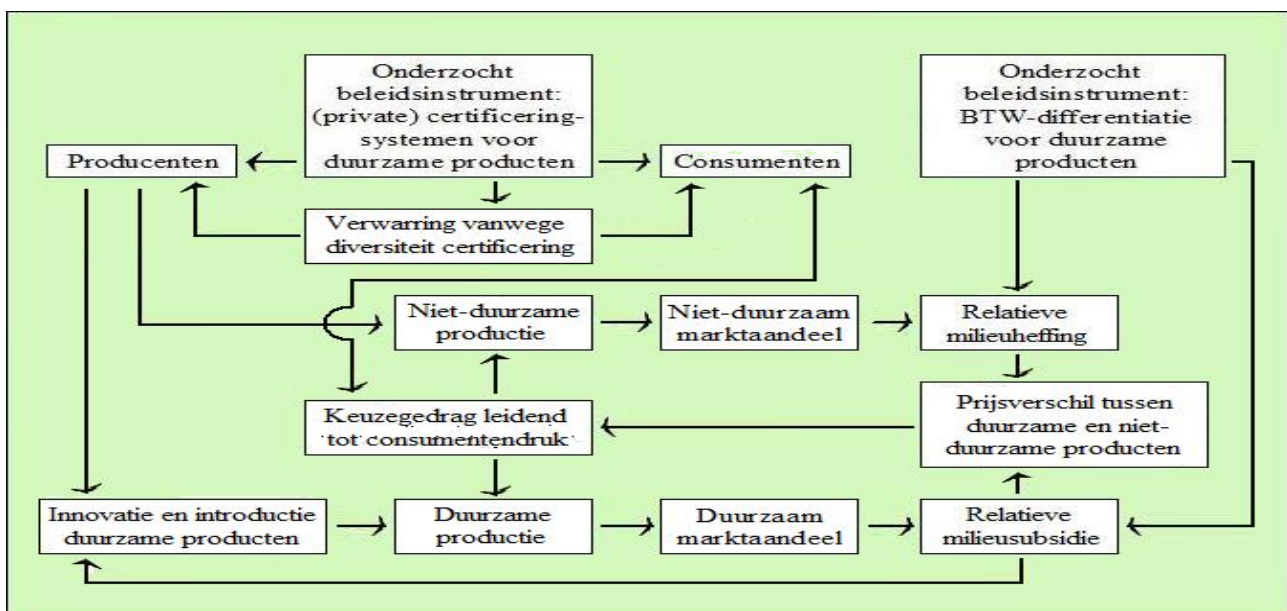 Onderzocht
beleidsinstrument:
(private) certificering-
systemen voor
duurzame producten
Onderzocht
beleidsinstrument:
BTW-differentiatie
voor duurzame
producten
Producenten
Consumenten
Verwarring vanwege
diversiteit certificering
Niet-duurzame
productie
Niet-duurzaam
marktaandeel
Relatieve
milieuheffing
Keuzegedrag leidend
tot consumentendruk
Prijsverschil tussen
duurzame en niet-
duurzame producten
Innovatie en introductie
duurzame producten
Duurzame
productie
Duurzaam
marktaandeel
Relatieve
milieusubsidie